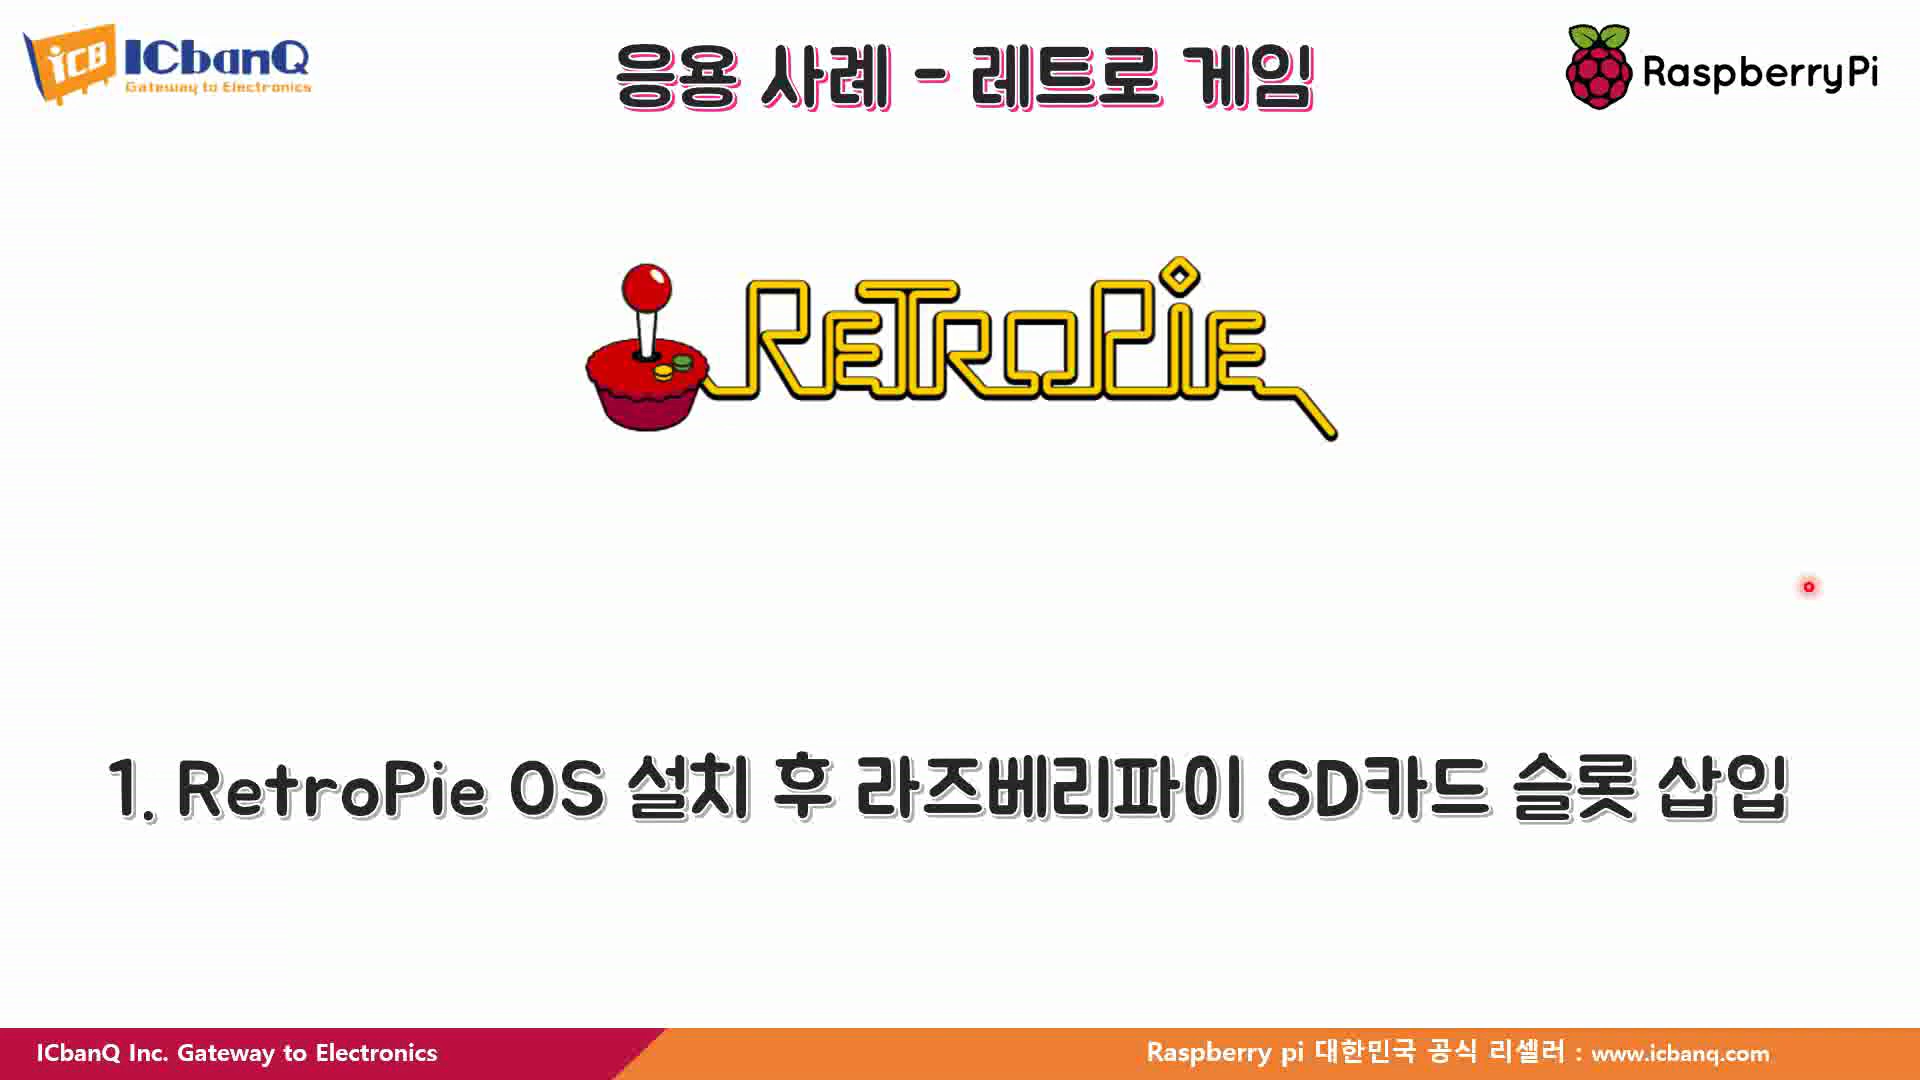 iCB ICbanQ
Gateway to Electronics
응용 사례 - 레트로 게임
RaspberryPi
RETROPIE
1. RetroPie OS 설치 후 라즈베리파이 SD카드 슬롯 삽입
ICbanQ Inc. Gateway to Electronics
Raspberry pi 대한민국 공식 리셀러 : www.icbanq.com